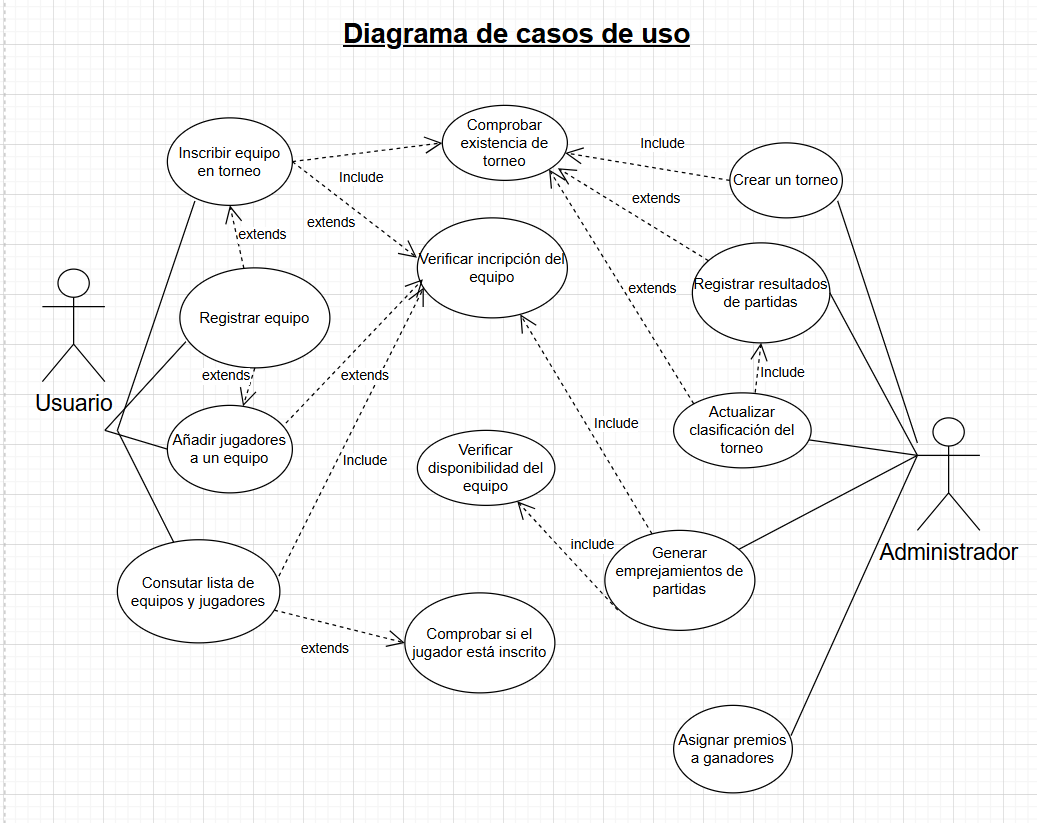 Diagrama de casos de uso
Inscribir equipo
en torneo
Comprobar
existencia de
torneo
Include
Crear un torneo
Include
extends
extends
extends
Verificar incripción del
equipo
extends
Registrar resultados
de partidas
Registrar equipo
Usuario
extends
extends
Include
Añadir jugadores
a un equipo
Include
Actualizar
clasificación del
torneo
Verificar
disponibilidad del
equipo
Include
include
Generar
emprejamientos de
partidas
Administrador
Consutar lista de
equipos y jugadores
extends
Comprobar si el
jugador está inscrito
Asignar premios
a ganadores